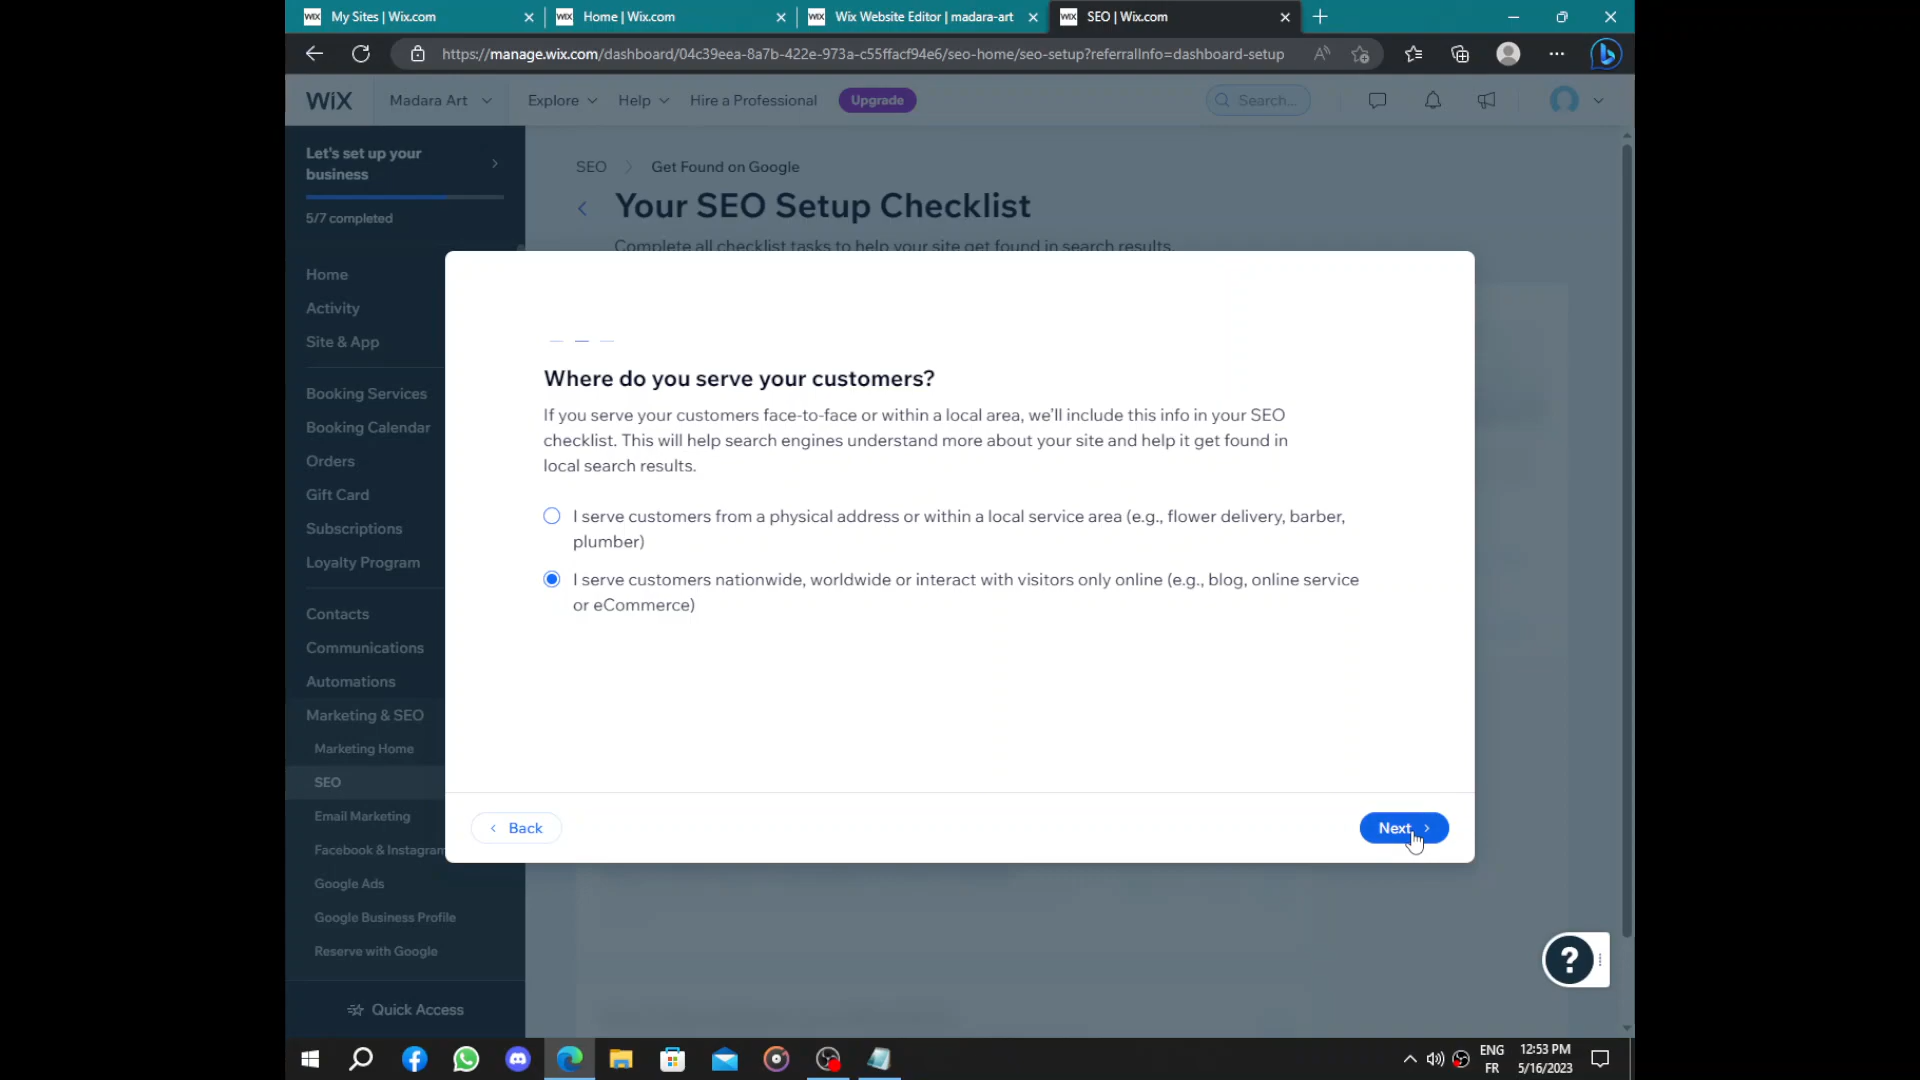 My Sites | Wix.com
Home | Wix.com
Wix Website Editor | madara-art
SEO | Wix.com
https://manage.wix.com/dashboard/04c39eea-8a7b-422e-973a-c55ffacf94e6/seo-home/seo-setup?referralInfo=dashboard-setup
WiX
Madara Art
Explore
Help
Hire a Professional
Upgrade
Search...
Let's set up your
business
5/7 completed
Home
Activity
Site & App
Booking Services
Booking Calendar
Orders
Gift Card
Subscriptions
Loyalty Program
Contacts
Communications
Automations
Marketing & SEO
Marketing Home
SEO
Email Marketing
Facebook & Instagram
Google Ads
Google Business Profile
Reserve with Google
Quick Access
SEO > Get Found on Google
Your SEO Setup Checklist
Complete all checklist tasks to help your site get found in search results.
Where do you serve your customers?
If you serve your customers face-to-face or within a local area, we'll include this info in your SEO
checklist. This will help search engines understand more about your site and help it get found in
local search results.
I serve customers from a physical address or within a local service area (e.g., flower delivery, barber,
plumber)
I serve customers nationwide, worldwide or interact with visitors only online (e.g., blog, online service
or eCommerce)
Back
Next
?
ENG
FR
12:53 PM
5/16/2023